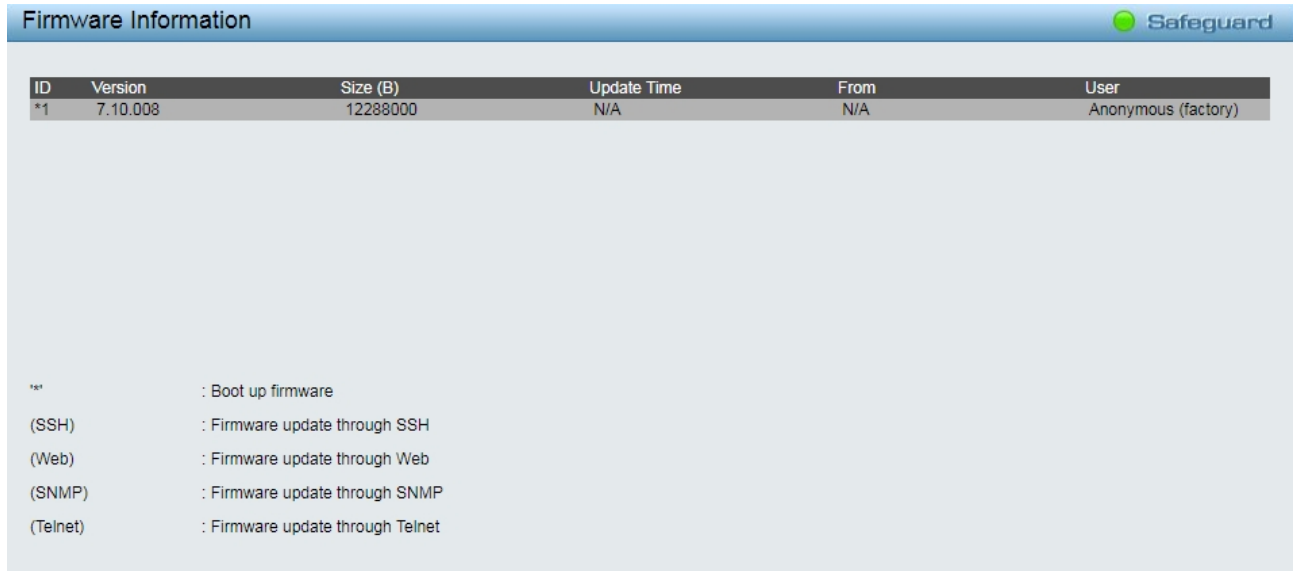 Firmware Information Safeguard
ID Version Size (B) Update Time From User
*1 7.10.008 12288000 N/A N/A Anonymous (factory)
'*' : Boot up firmware
(SSH) : Firmware update through SSH
(Web) : Firmware update through Web
(SNMP) : Firmware update through SNMP
(Telnet) : Firmware update through Telnet